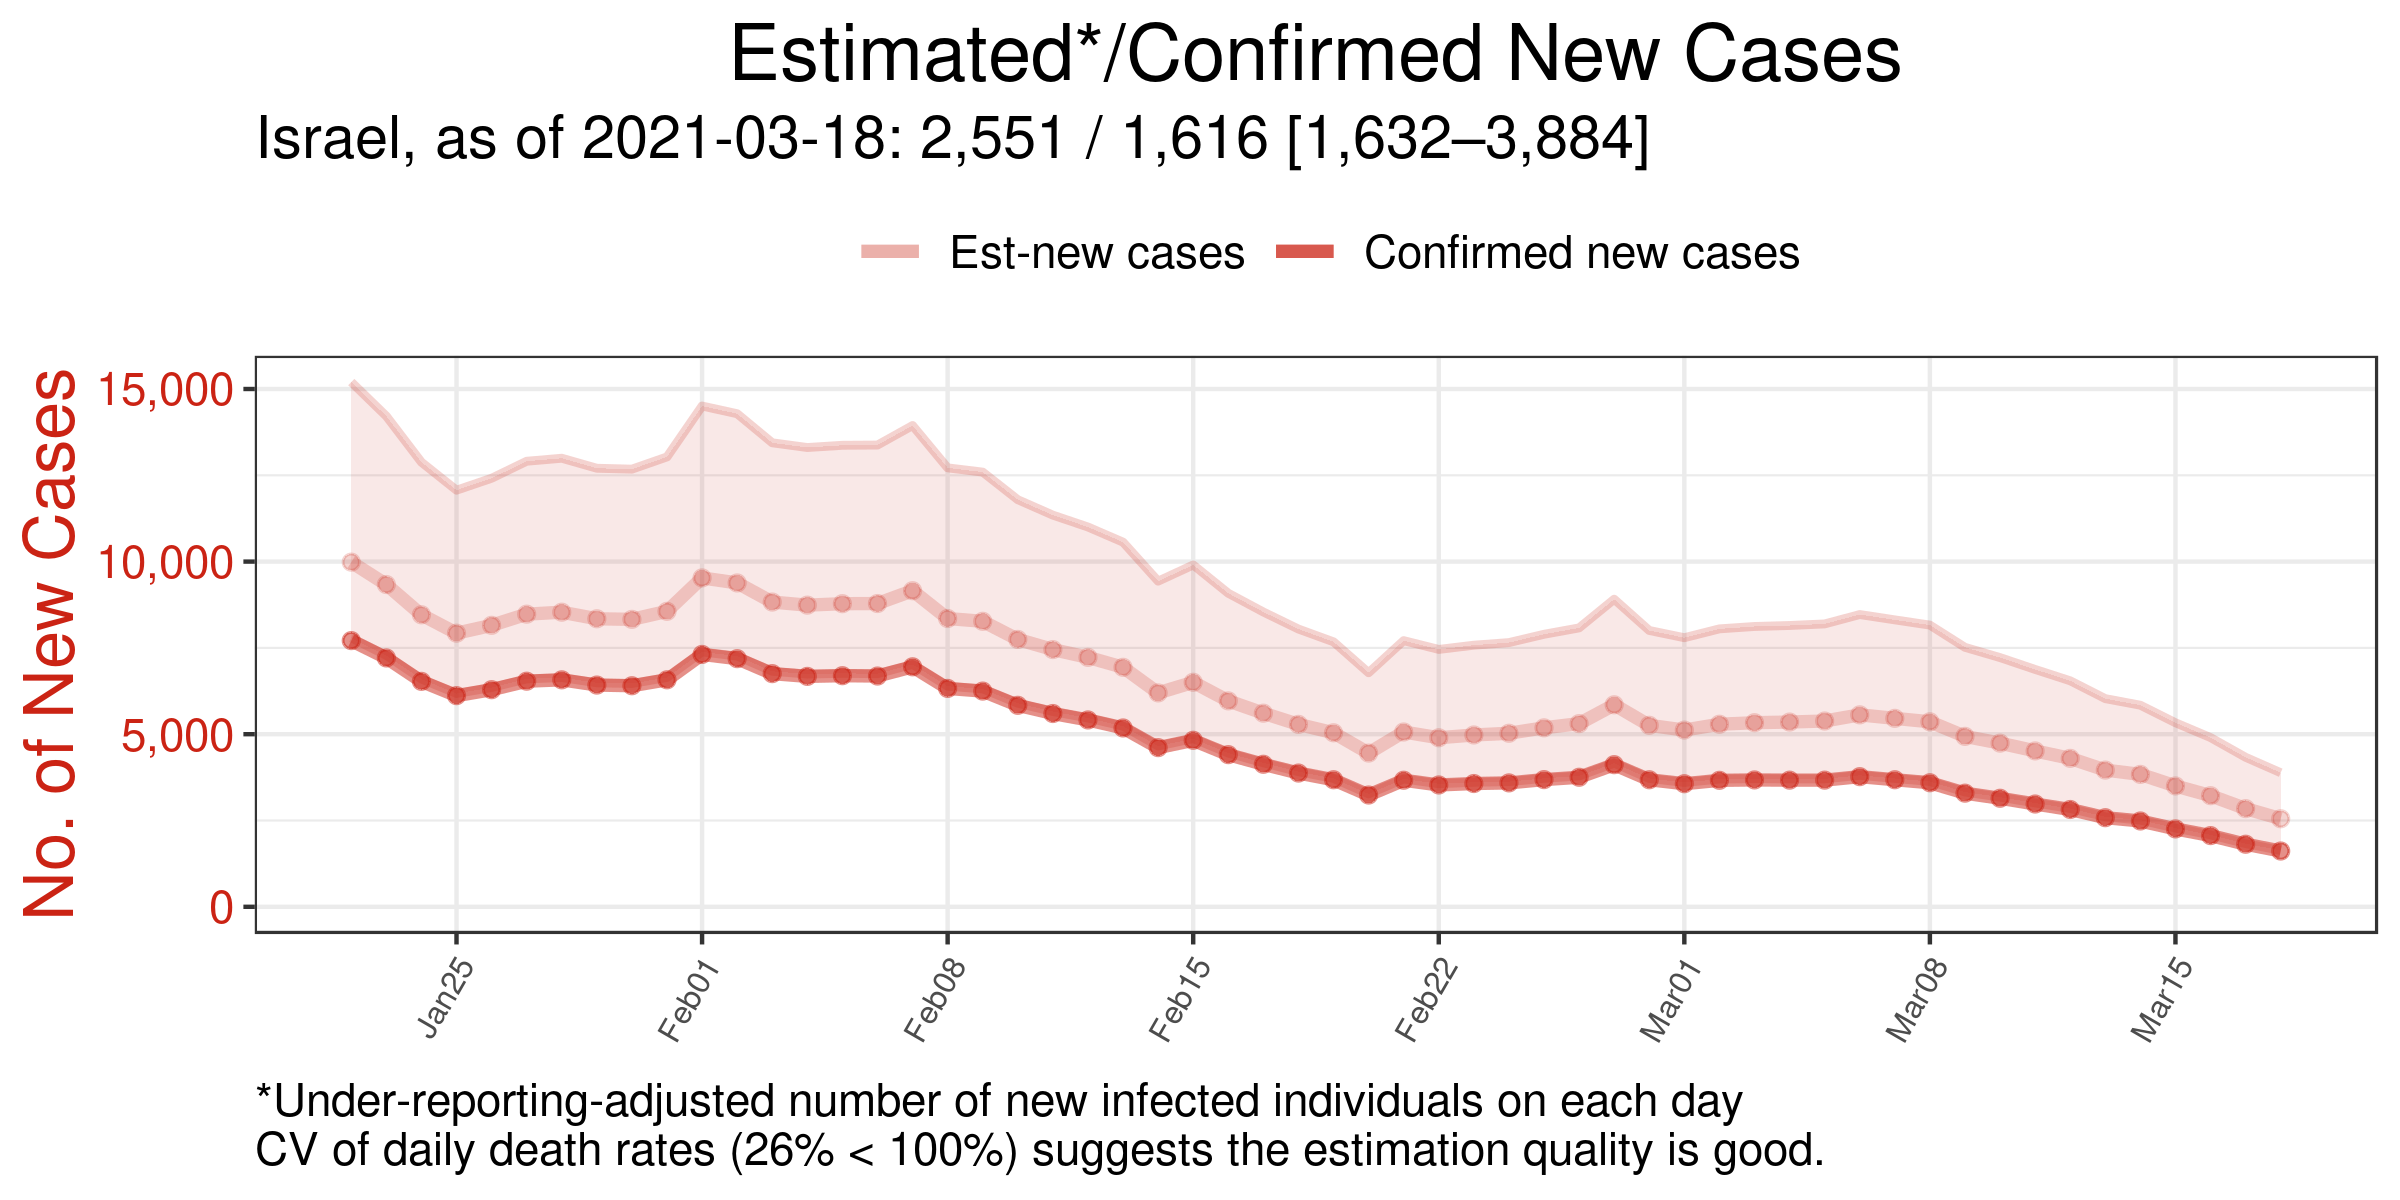 Estimated*/Confirmed New Cases
Israel, as of 2021-03-18: 2,551 / 1,616 [1,632–3,884]
Est-new cases
Confirmed new cases
No. of New Cases
15,000
10,000
5,000
0
Jan25
Feb01
Feb08
Feb15
Feb22
Mar01
Mar08
Mar15
*Under-reporting-adjusted number of new infected individuals on each day
CV of daily death rates (26% < 100%) suggests the estimation quality is good.